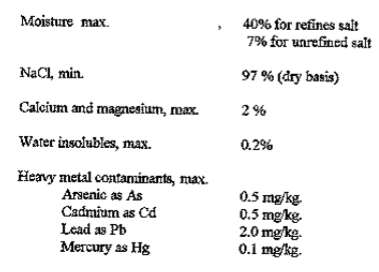 Moisture max. , 40% for refines salt
7% for unrefined salt
NaCl, min. 97 % (dry basis)
Calcium and magnesium, max. 2 %
Water insolubles, max. 0.2%
Heavy metal contaminants, max.
Arsenic as As 0.5 mg/kg.
Cadmium as Cd 0.5 mg/kg.
Lead as Pb 2.0 mg/kg.
Mercury as Hg 0.1 mg/kg.